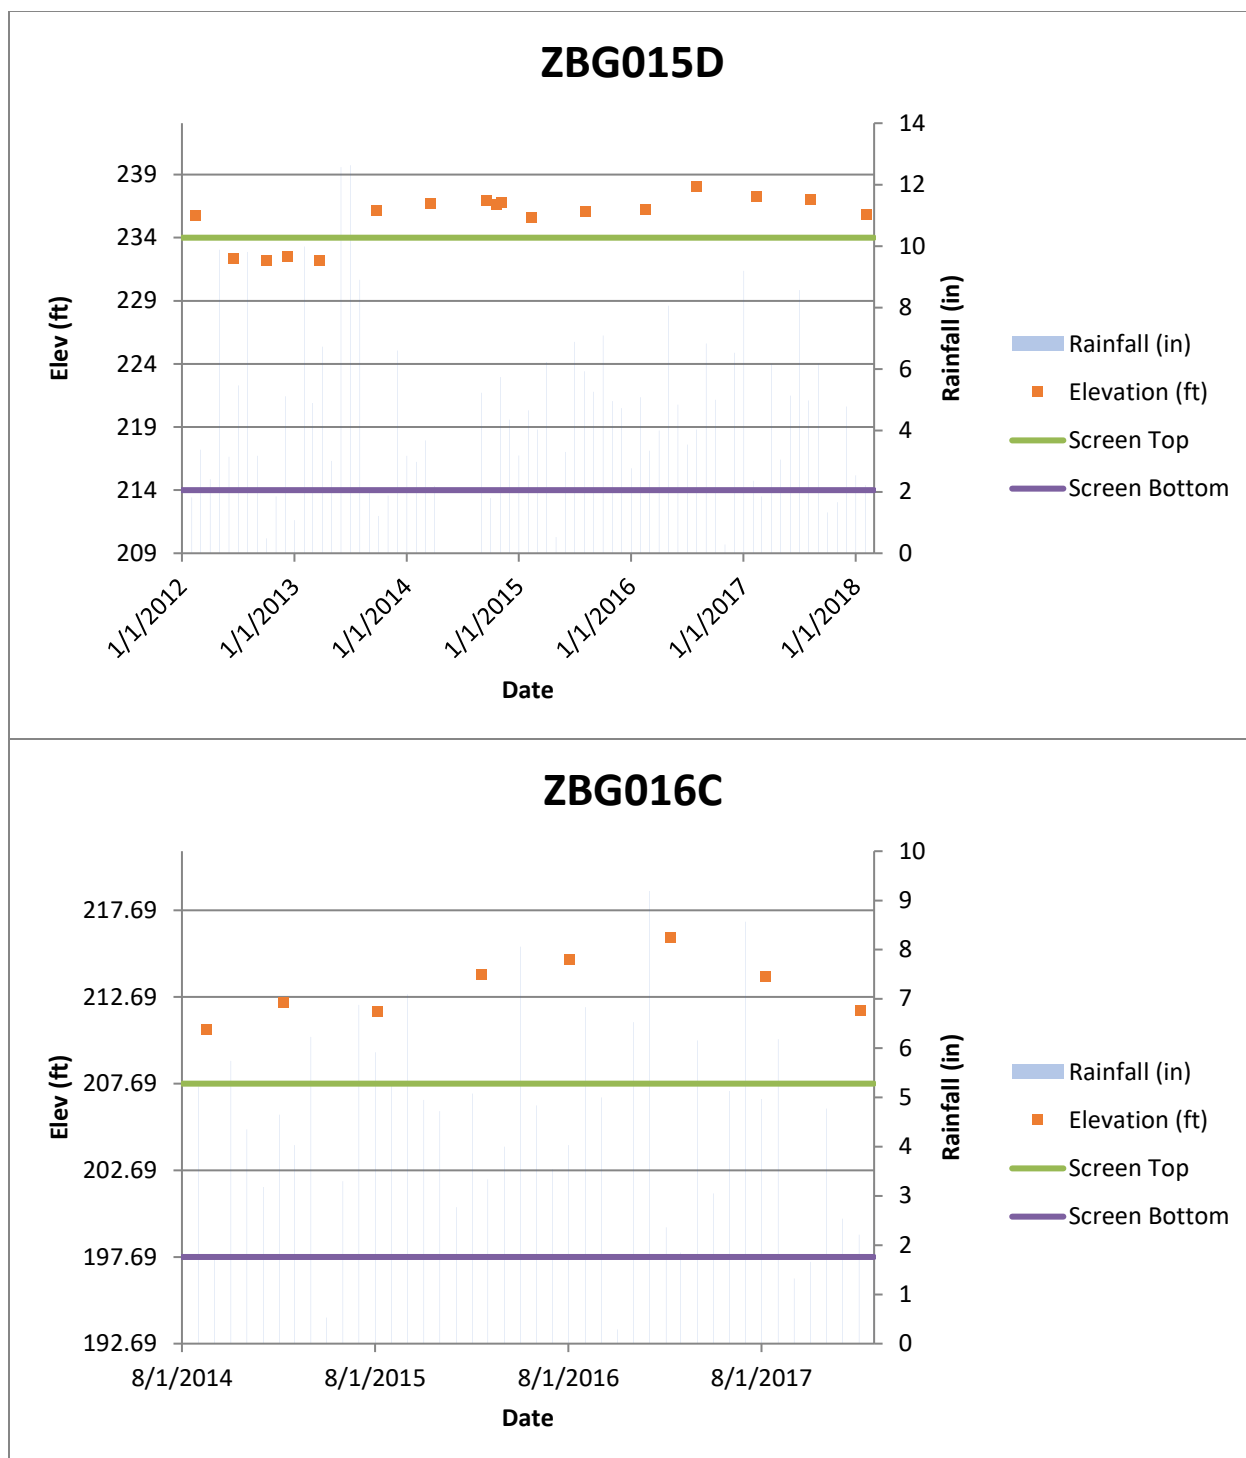 ZBG015D
239
234
229
224
219
214
209
Elev (ft)
14
12
10
8
6
4
2
0
Rainfall (in)
1/1/2012
1/1/2013
1/1/2014
1/1/2015
1/1/2016
1/1/2017
1/1/2018
Date
Rainfall (in)
Elevation (ft)
Screen Top
Screen Bottom
ZBG016C
217.69
212.69
207.69
202.69
197.69
192.69
Elev (ft)
10
9
8
7
6
5
4
3
2
1
0
Rainfall (in)
8/1/2014
8/1/2015
8/1/2016
8/1/2017
Date
Rainfall (in)
Elevation (ft)
Screen Top
Screen Bottom